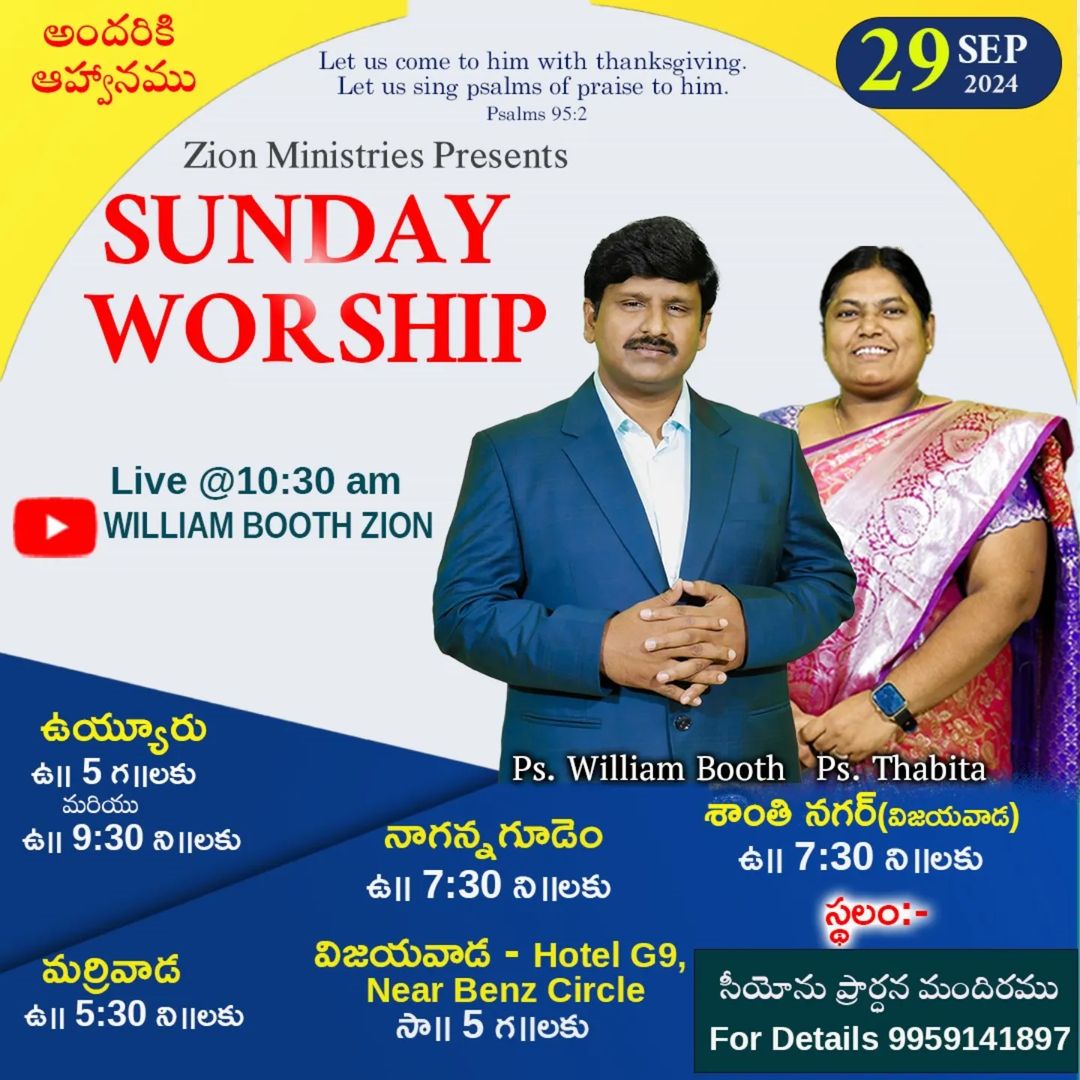 అందరికి
ఆహ్వానము
Let us come to him with thanksgiving.
Let us sing psalms of praise to him.
Psalms 95:2
29 SEP
2024
Zion Ministries Presents
SUNDAY
WORSHIP
Live @10:30 am
WILLIAM BOOTH ZION
Ps. William Booth
Ps. Thabita
ఉయ్యూరు
ఉ|| 5 గ||లకు
మరియు
ఉ|| 9:30 ని||లకు
నాగన్నగూడెం
ఉ|| 7:30 ని||లకు
శాంతి నగర్(విజయవాడ)
ఉ|| 7:30 ని||లకు
మర్రివాడ
ఉ|| 5:30 ని||లకు
విజయవాడ - Hotel G9,
Near Benz Circle
సా|| 5 గ||లకు
స్థలం:-
సీయోను ప్రార్ధన మందిరము
For Details 9959141897